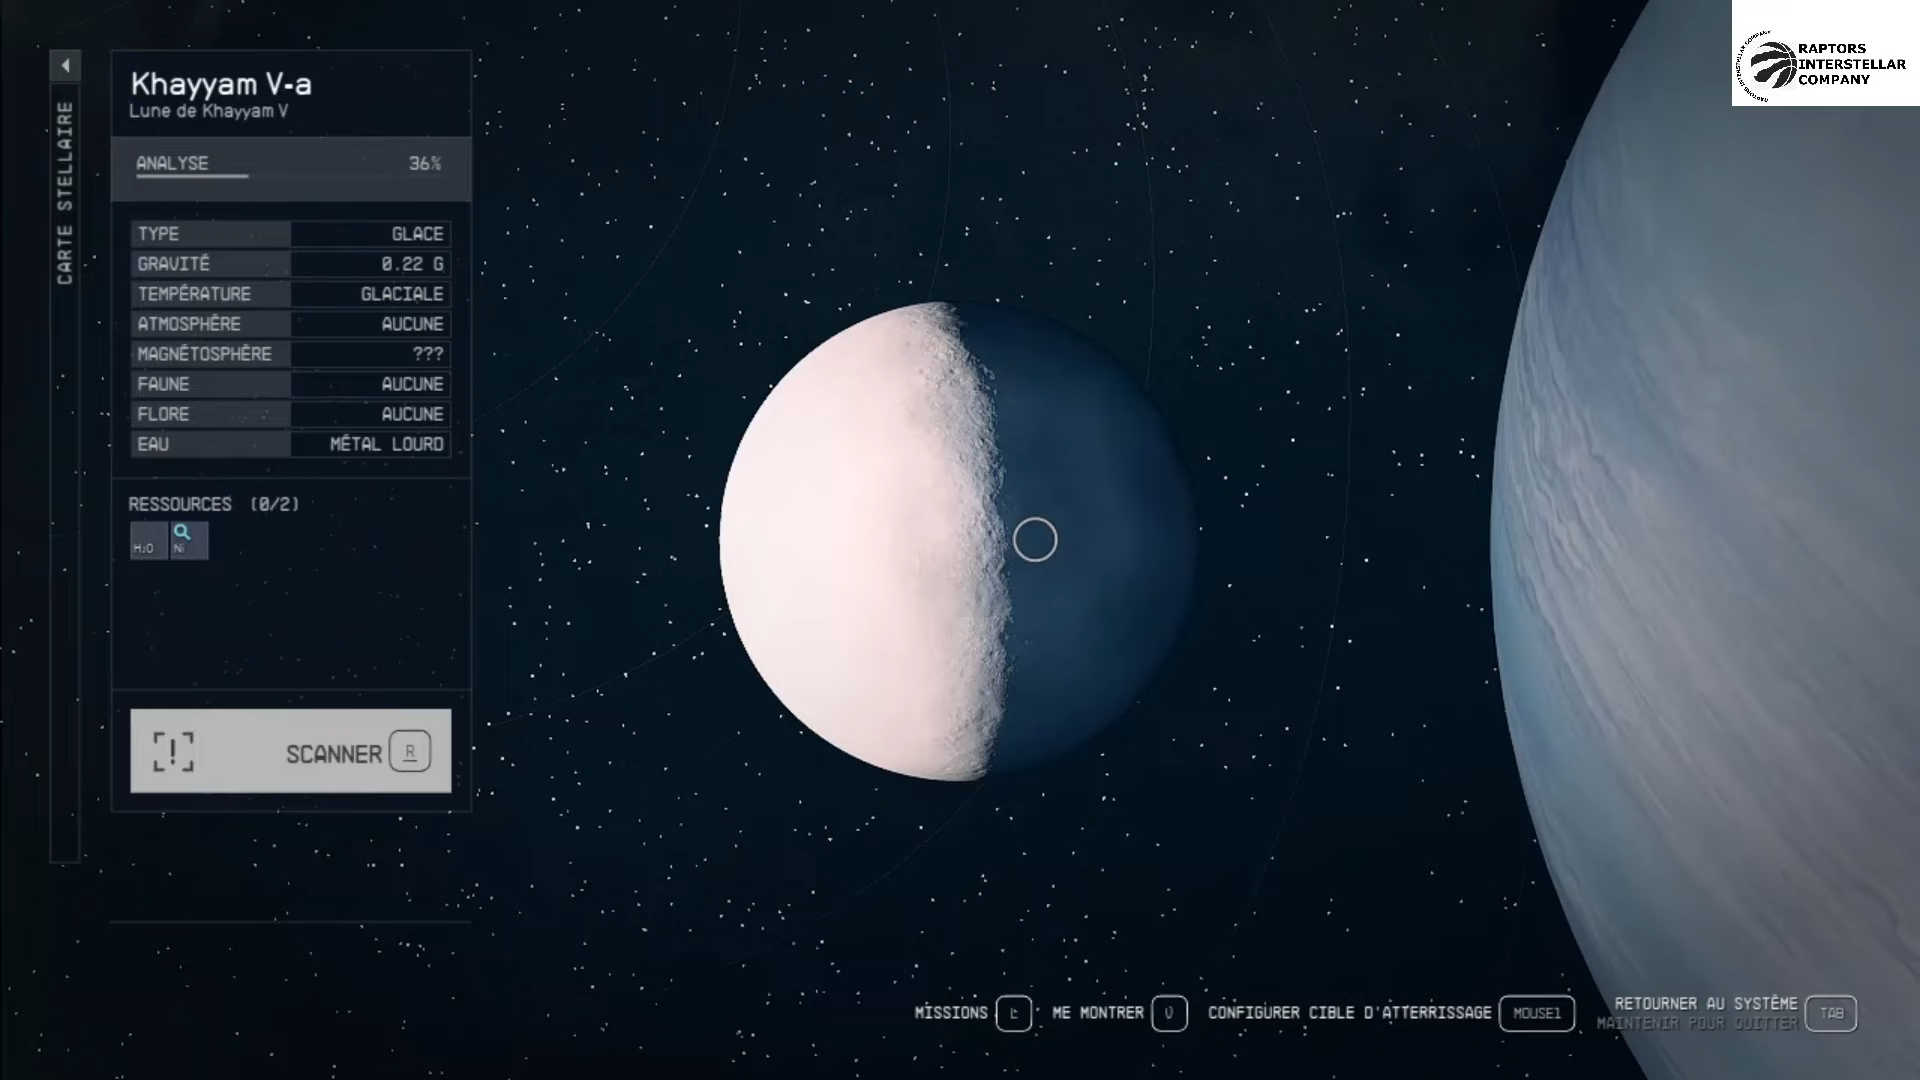 CARTE STELLAIRE
Khayyam V-a
Lune de Khayyam V
ANALYSE 36%
TYPE GLACE
GRAVITÉ 0.22 G
TEMPÉRATURE GLACIALE
ATMOSPHÈRE AUCUNE
MAGNÉTOSPHÈRE ???
FAUNE AUCUNE
FLORE AUCUNE
EAU MÉTAL LOURD
RESSOURCES (0/2)
H₂O Ni
SCANNER R
RAPTORS
INTERSTELLAR
COMPANY
MISSIONS L ME MONTRER V CONFIGURER CIBLE D'ATTERRISSAGE MOUSE1 RETOURNER AU SYSTÈME TAB
MAINTENIR POUR QUITTER